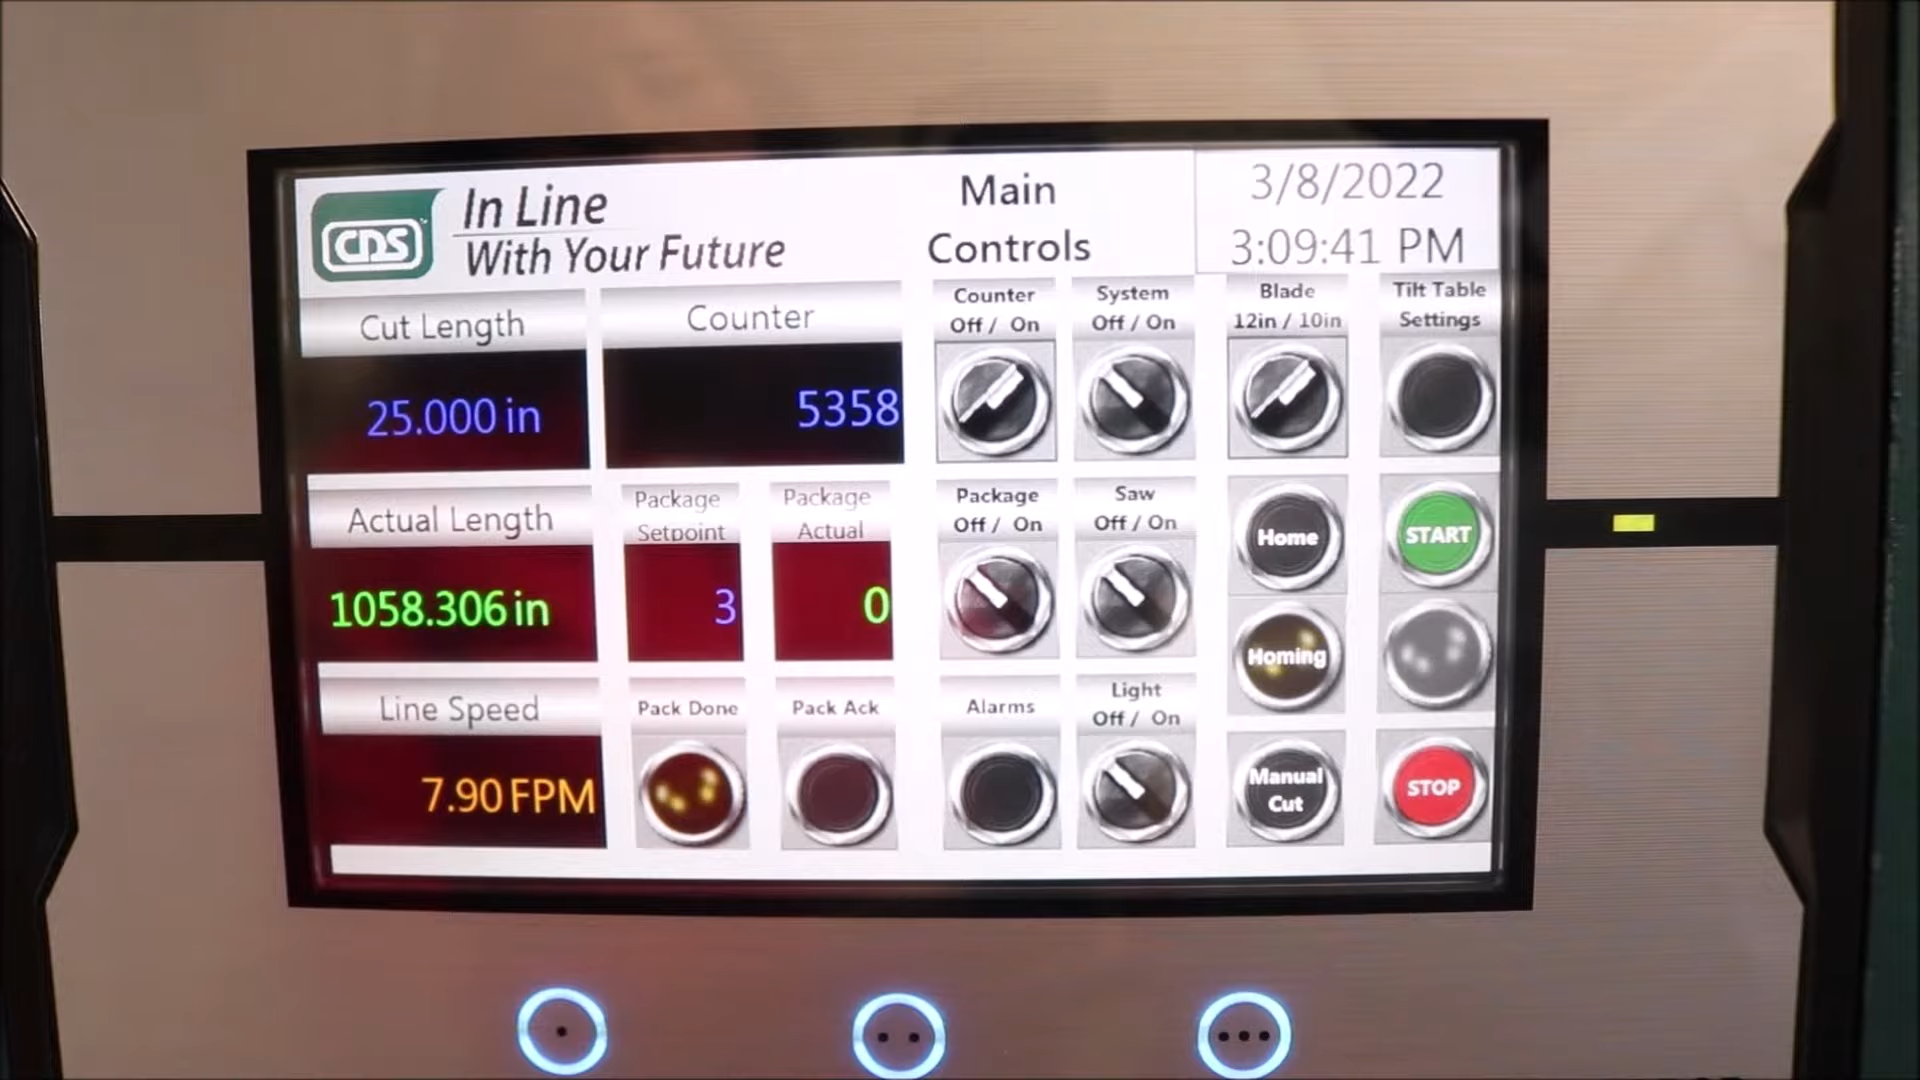 CDS
In Line
With Your Future
Main
Controls
3/8/2022
3:09:41 PM
Cut Length
25.000 in
Counter
5358
Counter
Off / On
System
Off / On
Blade
12in / 10in
Tilt Table
Settings
Actual Length
1058.306 in
Package
Setpoint
3
Package
Actual
0
Package
Off / On
Saw
Off / On
Home
START
Homing
Line Speed
7.90 FPM
Pack Done
Pack Ack
Alarms
Light
Off / On
Manual
Cut
STOP